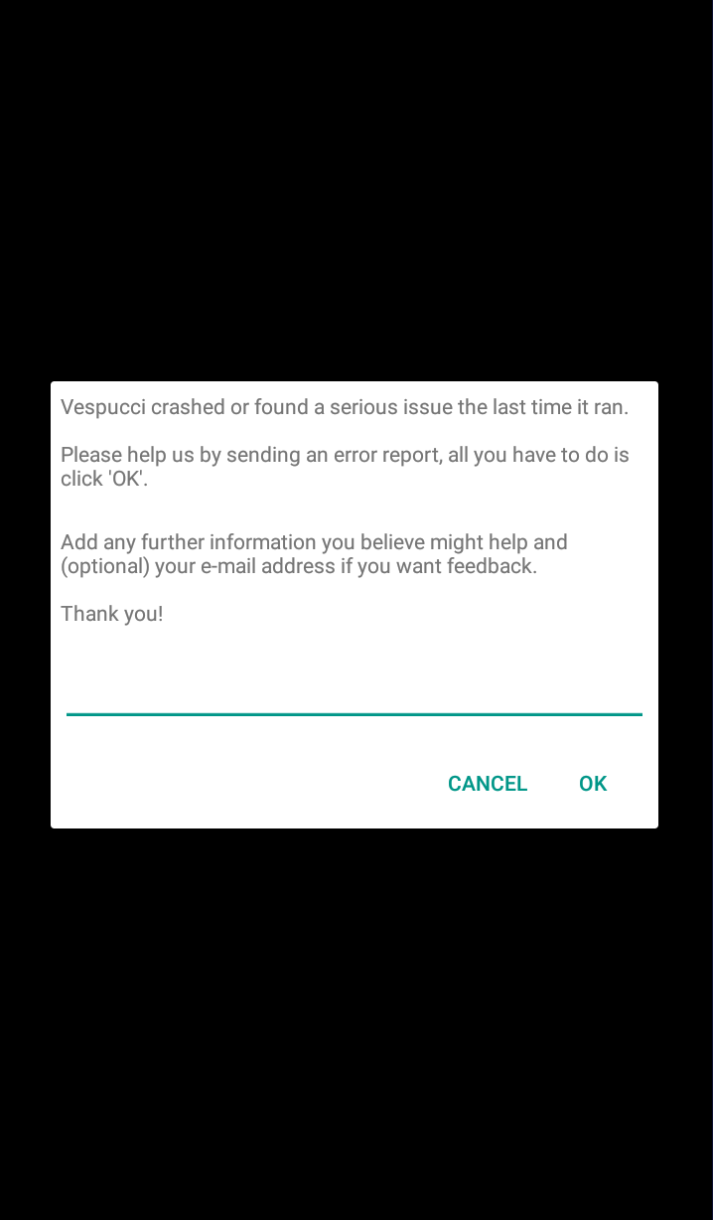 Vespucci crashed or found a serious issue the last time it ran.
Please help us by sending an error report, all you have to do is
click 'OK'.
Add any further information you believe might help and
(optional) your e-mail address if you want feedback.
Thank you!
CANCEL OK